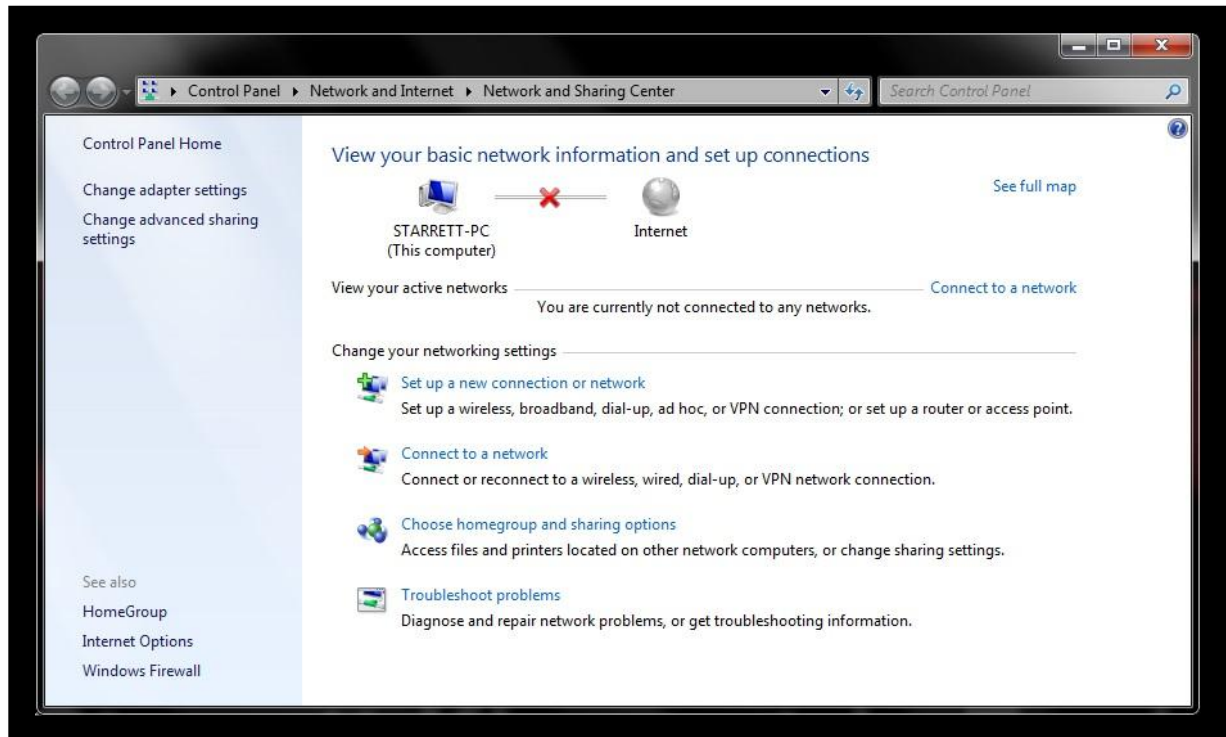 Control Panel ▸ Network and Internet ▸ Network and Sharing Center
Search Control Panel
Control Panel Home
Change adapter settings
Change advanced sharing
settings
View your basic network information and set up connections
See full map
STARRETT-PC
(This computer)
Internet
View your active networks
Connect to a network
You are currently not connected to any networks.
Change your networking settings
Set up a new connection or network
Set up a wireless, broadband, dial-up, ad hoc, or VPN connection; or set up a router or access point.
Connect to a network
Connect or reconnect to a wireless, wired, dial-up, or VPN network connection.
Choose homegroup and sharing options
Access files and printers located on other network computers, or change sharing settings.
Troubleshoot problems
Diagnose and repair network problems, or get troubleshooting information.
See also
HomeGroup
Internet Options
Windows Firewall